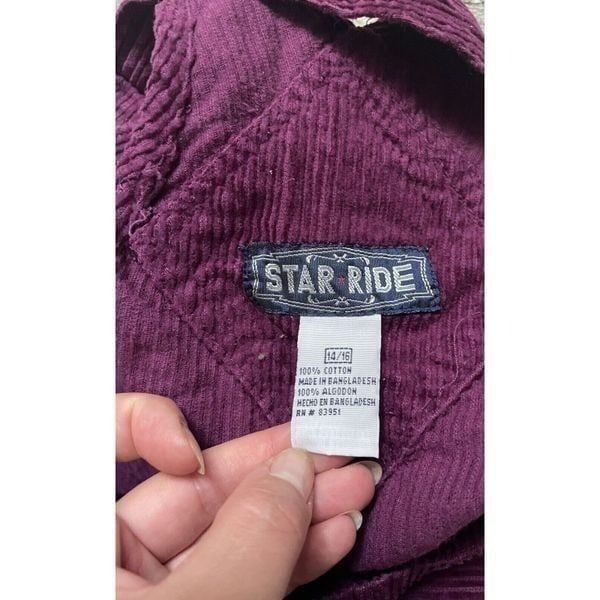 STAR RIDE
14/16
100% COTTON
MADE IN BANGLADESH
100% ALGODON
HECHO EN BANGLADESH
RN # 83951